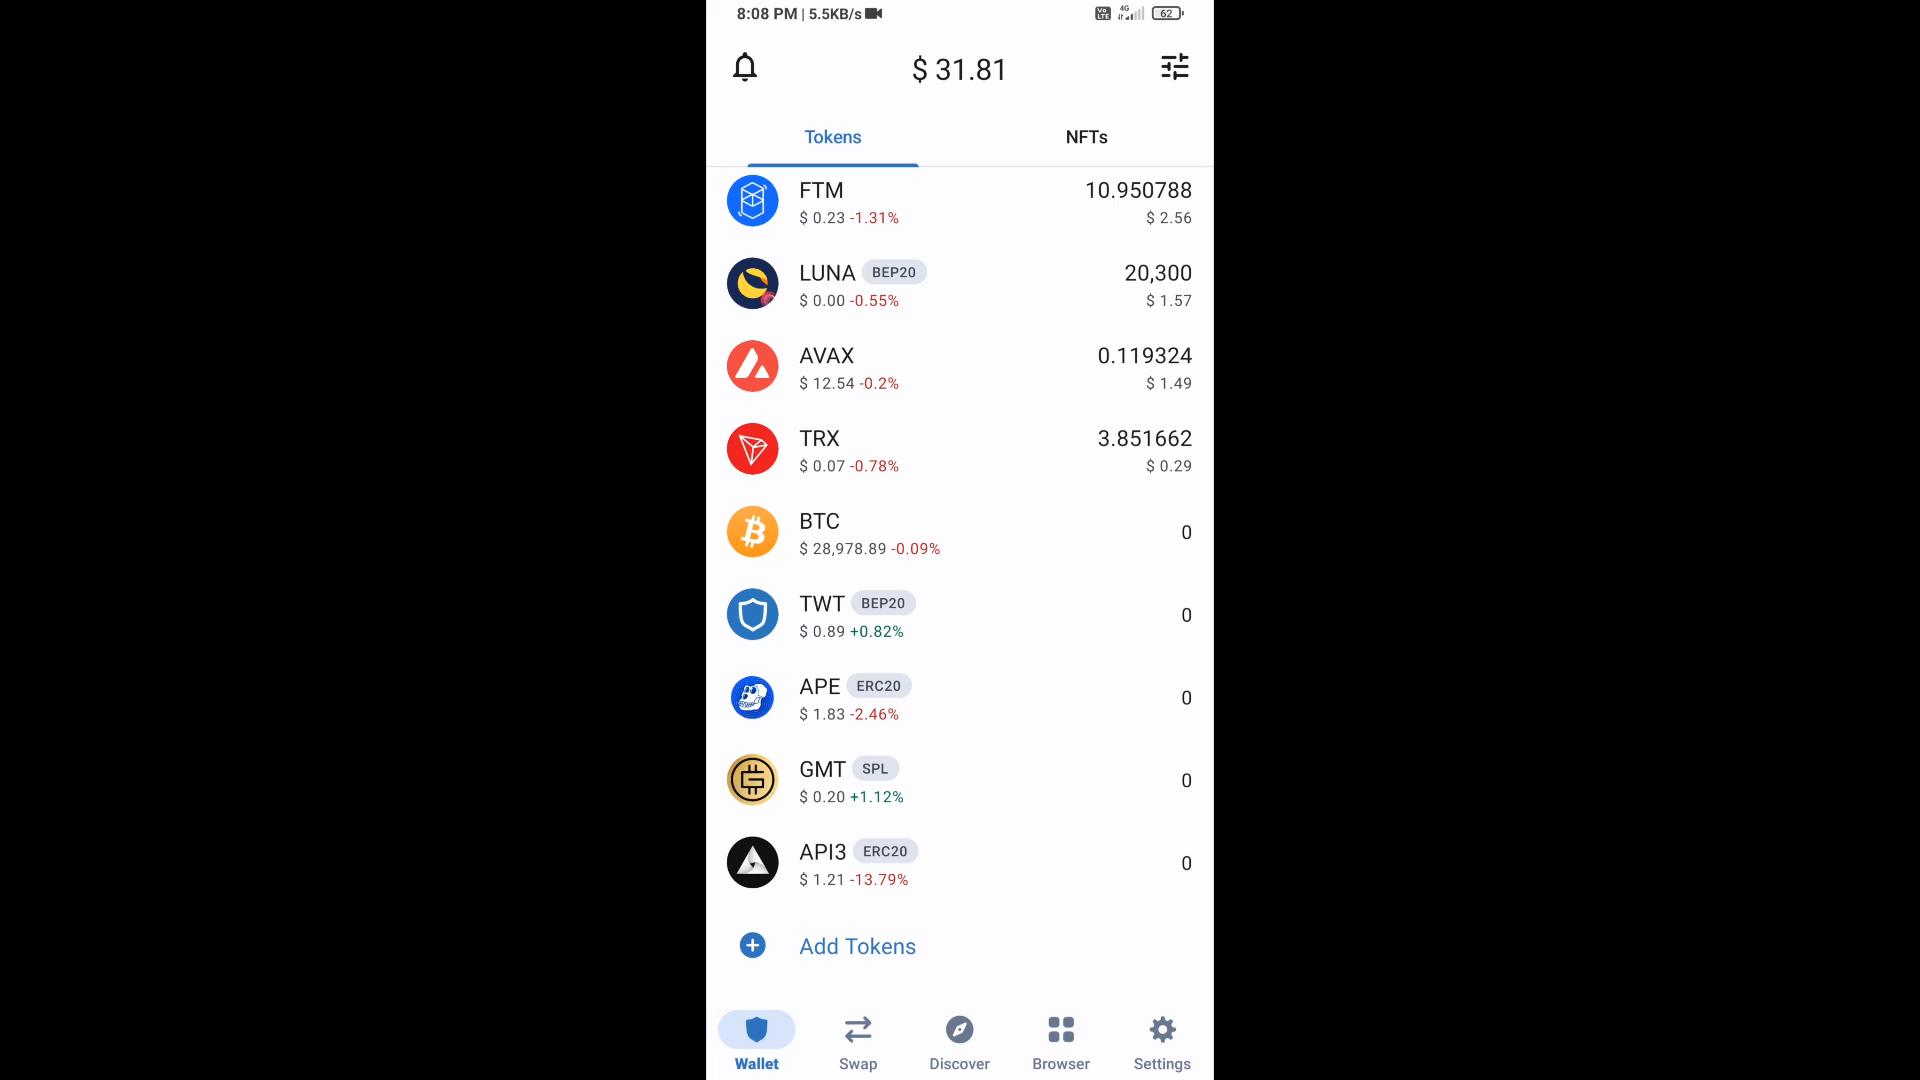 8:08 PM | 5.5KB/s
Vo LTE 4G 62
$ 31.81
Tokens NFTs
FTM 10.950788
$ 0.23 -1.31% $ 2.56
LUNA BEP20 20,300
$ 0.00 -0.55% $ 1.57
AVAX 0.119324
$ 12.54 -0.2% $ 1.49
TRX 3.851662
$ 0.07 -0.78% $ 0.29
BTC 0
$ 28,978.89 -0.09%
TWT BEP20 0
$ 0.89 +0.82%
APE ERC20 0
$ 1.83 -2.46%
GMT SPL 0
$ 0.20 +1.12%
API3 ERC20 0
$ 1.21 -13.79%
Add Tokens
Wallet Swap Discover Browser Settings